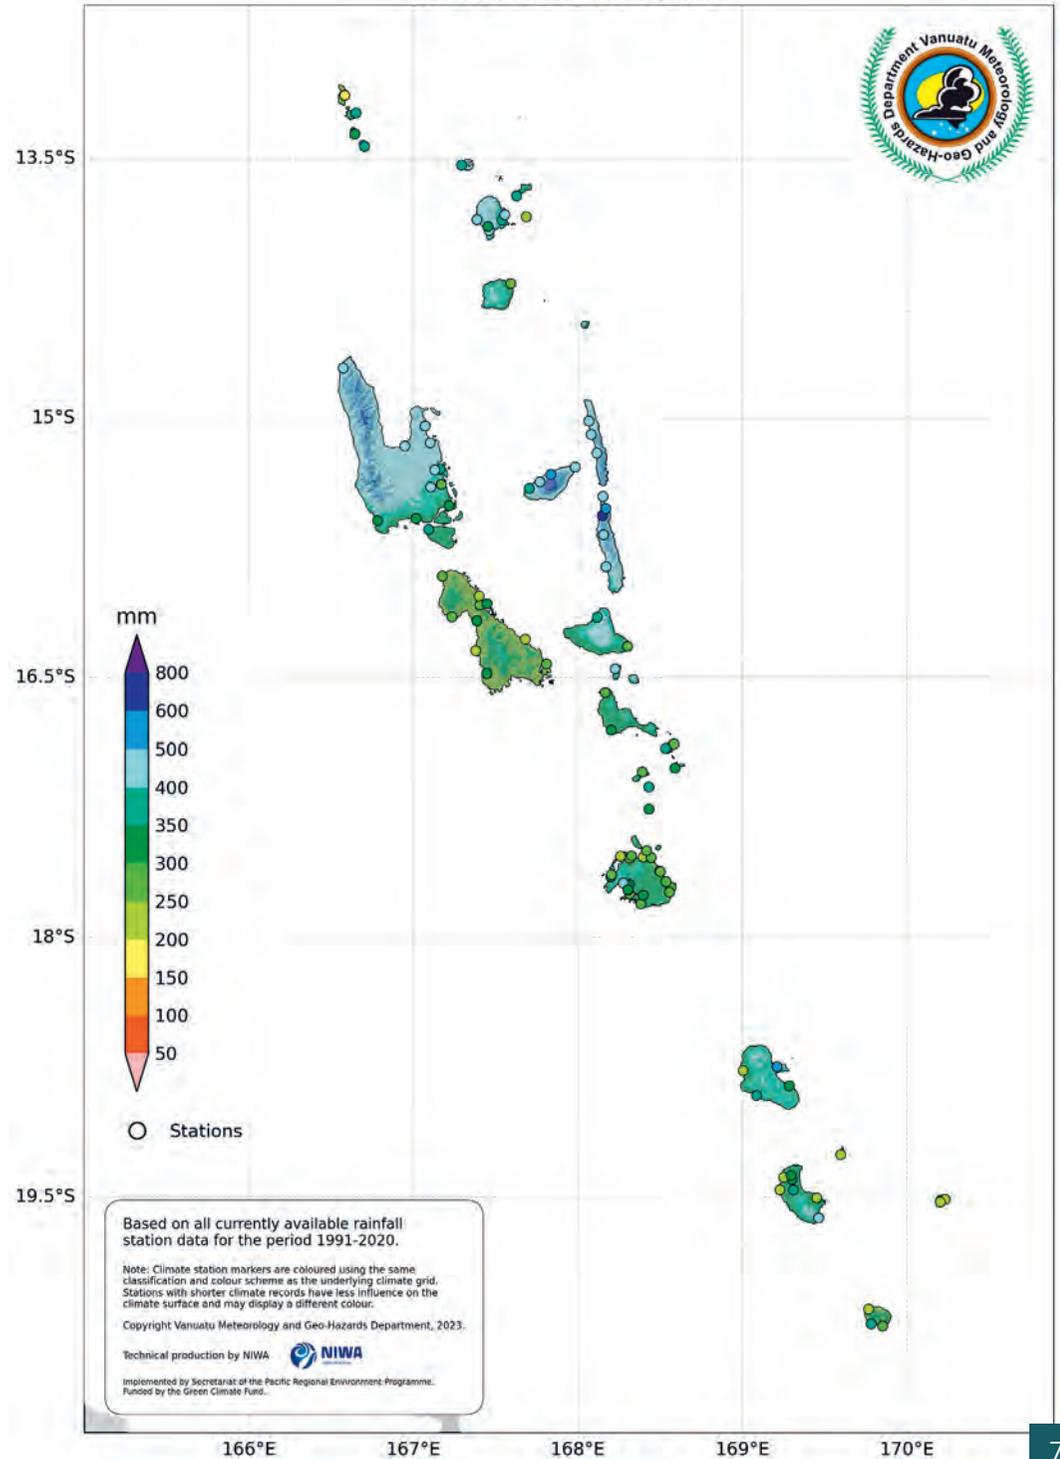 Department Vanuatu Meteorology and Geo-Hazards
13.5°S
15°S
16.5°S
18°S
19.5°S
mm
800
600
500
400
350
300
250
200
150
100
50
Stations
Based on all currently available rainfall
station data for the period 1991-2020.
Note: Climate station markers are coloured using the same
classification and colour scheme as the underlying climate grid.
Stations with shorter climate records have less influence on the
climate surface and may display a different colour.
Copyright Vanuatu Meteorology and Geo-Hazards Department, 2023.
Technical production by NIWA
NIWA
Implemented by Secretariat of the Pacific Regional Environment Programme.
Funded by the Green Climate Fund.
166°E
167°E
168°E
169°E
170°E
7